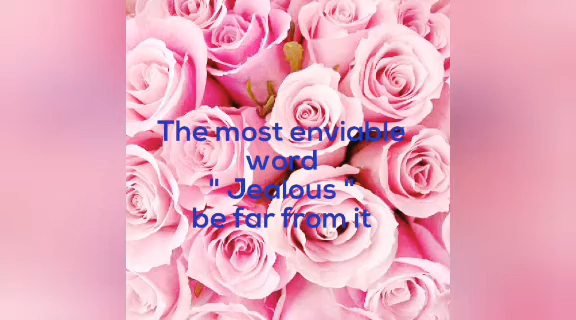 The most enviable
word
" Jealous "
be far from it